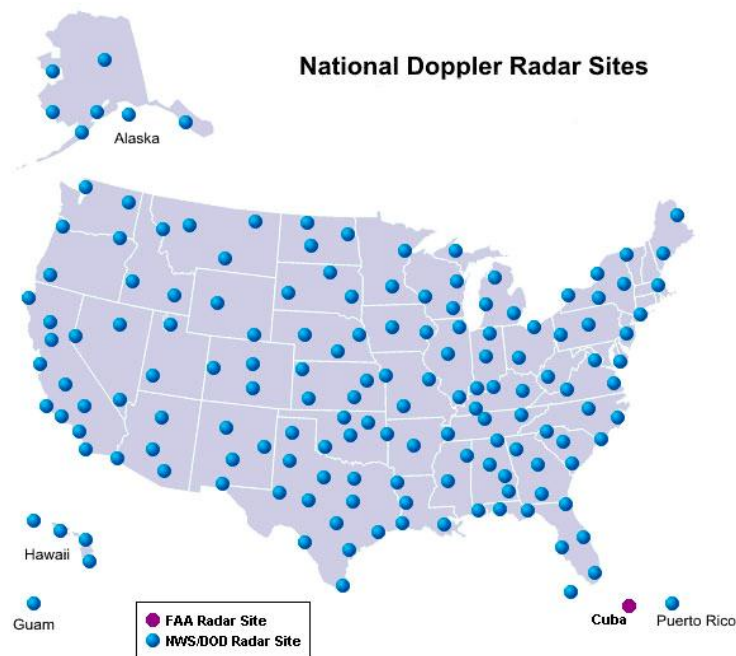 National Doppler Radar Sites
Alaska
Hawaii
Guam
FAA Radar Site
NWS/DOD Radar Site
Cuba
Puerto Rico